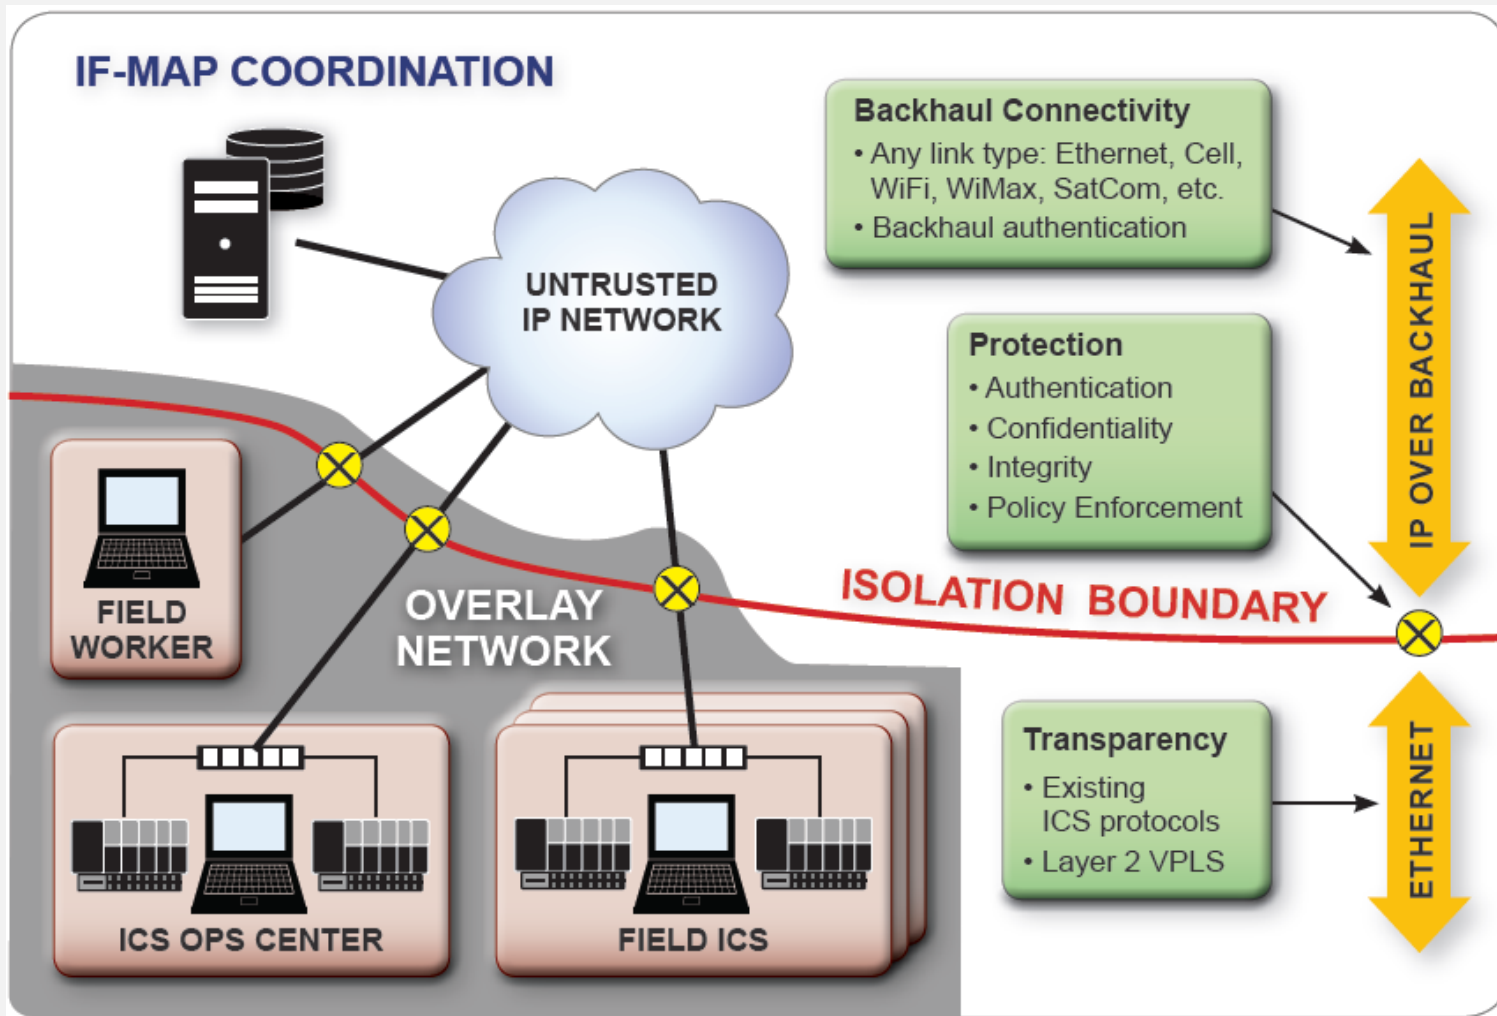 IF-MAP COORDINATION
UNTRUSTED
IP NETWORK
Backhaul Connectivity
• Any link type: Ethernet, Cell,
WiFi, WiMax, SatCom, etc.
• Backhaul authentication
IP OVER BACKHAUL
Protection
• Authentication
• Confidentiality
• Integrity
• Policy Enforcement
ISOLATION BOUNDARY
FIELD
WORKER
OVERLAY
NETWORK
Transparency
• Existing
ICS protocols
• Layer 2 VPLS
ETHERNET
ICS OPS CENTER
FIELD ICS